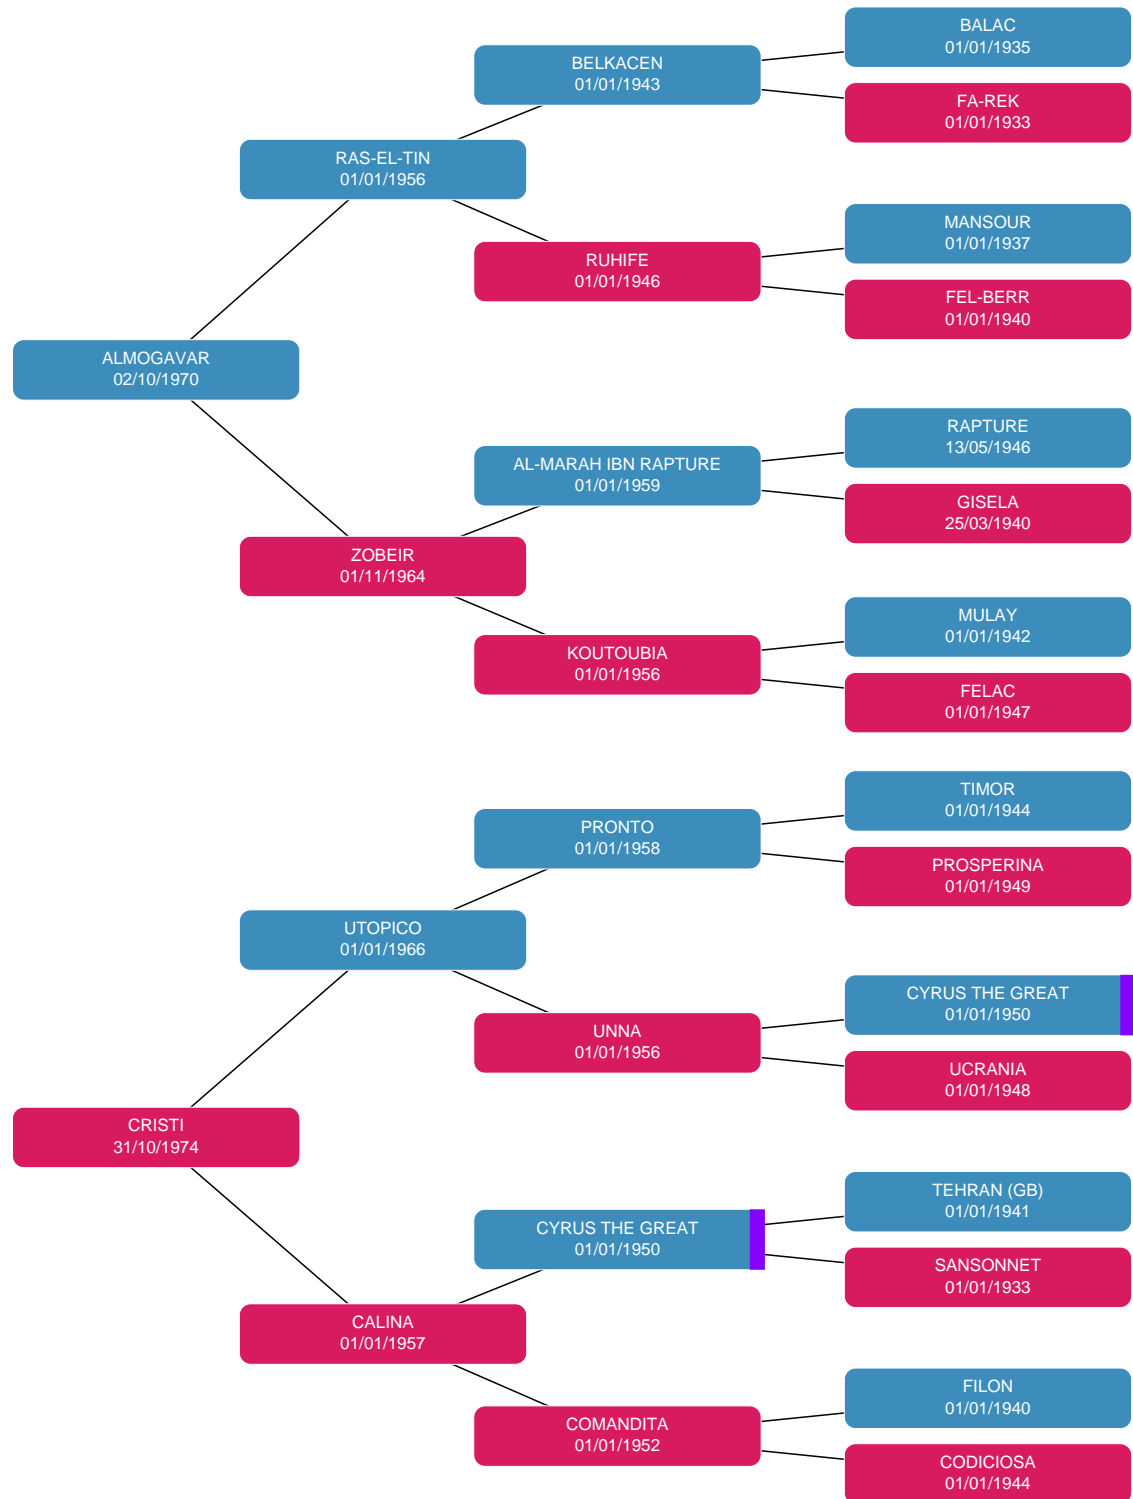 BALAC
01/01/1935
BELKACEN
01/01/1943
FA-REK
01/01/1933
RAS-EL-TIN
01/01/1956
MANSOUR
01/01/1937
RUHIFE
01/01/1946
FEL-BERR
01/01/1940
ALMOGAVAR
02/10/1970
RAPTURE
13/05/1946
AL-MARAH IBN RAPTURE
01/01/1959
GISELA
25/03/1940
ZOBEIR
01/11/1964
MULAY
01/01/1942
KOUTOUBIA
01/01/1956
FELAC
01/01/1947
TIMOR
01/01/1944
PRONTO
01/01/1958
PROSPERINA
01/01/1949
UTOPICO
01/01/1966
CYRUS THE GREAT
01/01/1950
UNNA
01/01/1956
UCRANIA
01/01/1948
CRISTI
31/10/1974
TEHRAN (GB)
01/01/1941
CYRUS THE GREAT
01/01/1950
SANSONNET
01/01/1933
CALINA
01/01/1957
FILON
01/01/1940
COMANDITA
01/01/1952
CODICIOSA
01/01/1944